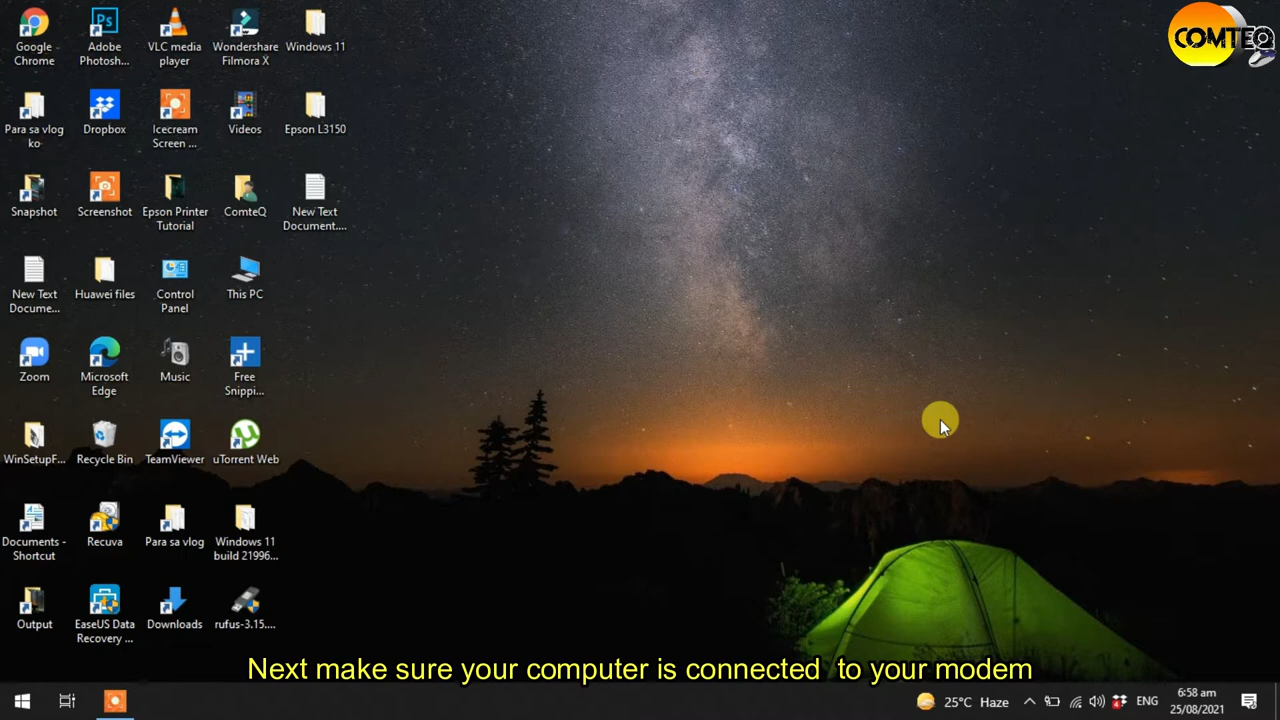 COMTEQ
Google
Chrome
Adobe
Photosh...
VLC media
player
Wondershare
Filmora X
Windows 11
Para sa vlog
ko
Dropbox
Icecream
Screen ...
Videos
Epson L3150
Snapshot
Screenshot
Epson Printer
Tutorial
ComteQ
New Text
Document....
New Text
Docume...
Huawei files
Control
Panel
This PC
Zoom
Microsoft
Edge
Music
Free
Snippi...
WinSetupF...
Recycle Bin
TeamViewer
uTorrent Web
Documents -
Shortcut
Recuva
Para sa vlog
Windows 11
build 21996...
Output
EaseUS Data
Recovery ...
Downloads
rufus-3.15....
Next make sure your computer is connected to your modem
25°C Haze
ENG
6:58 am
25/08/2021